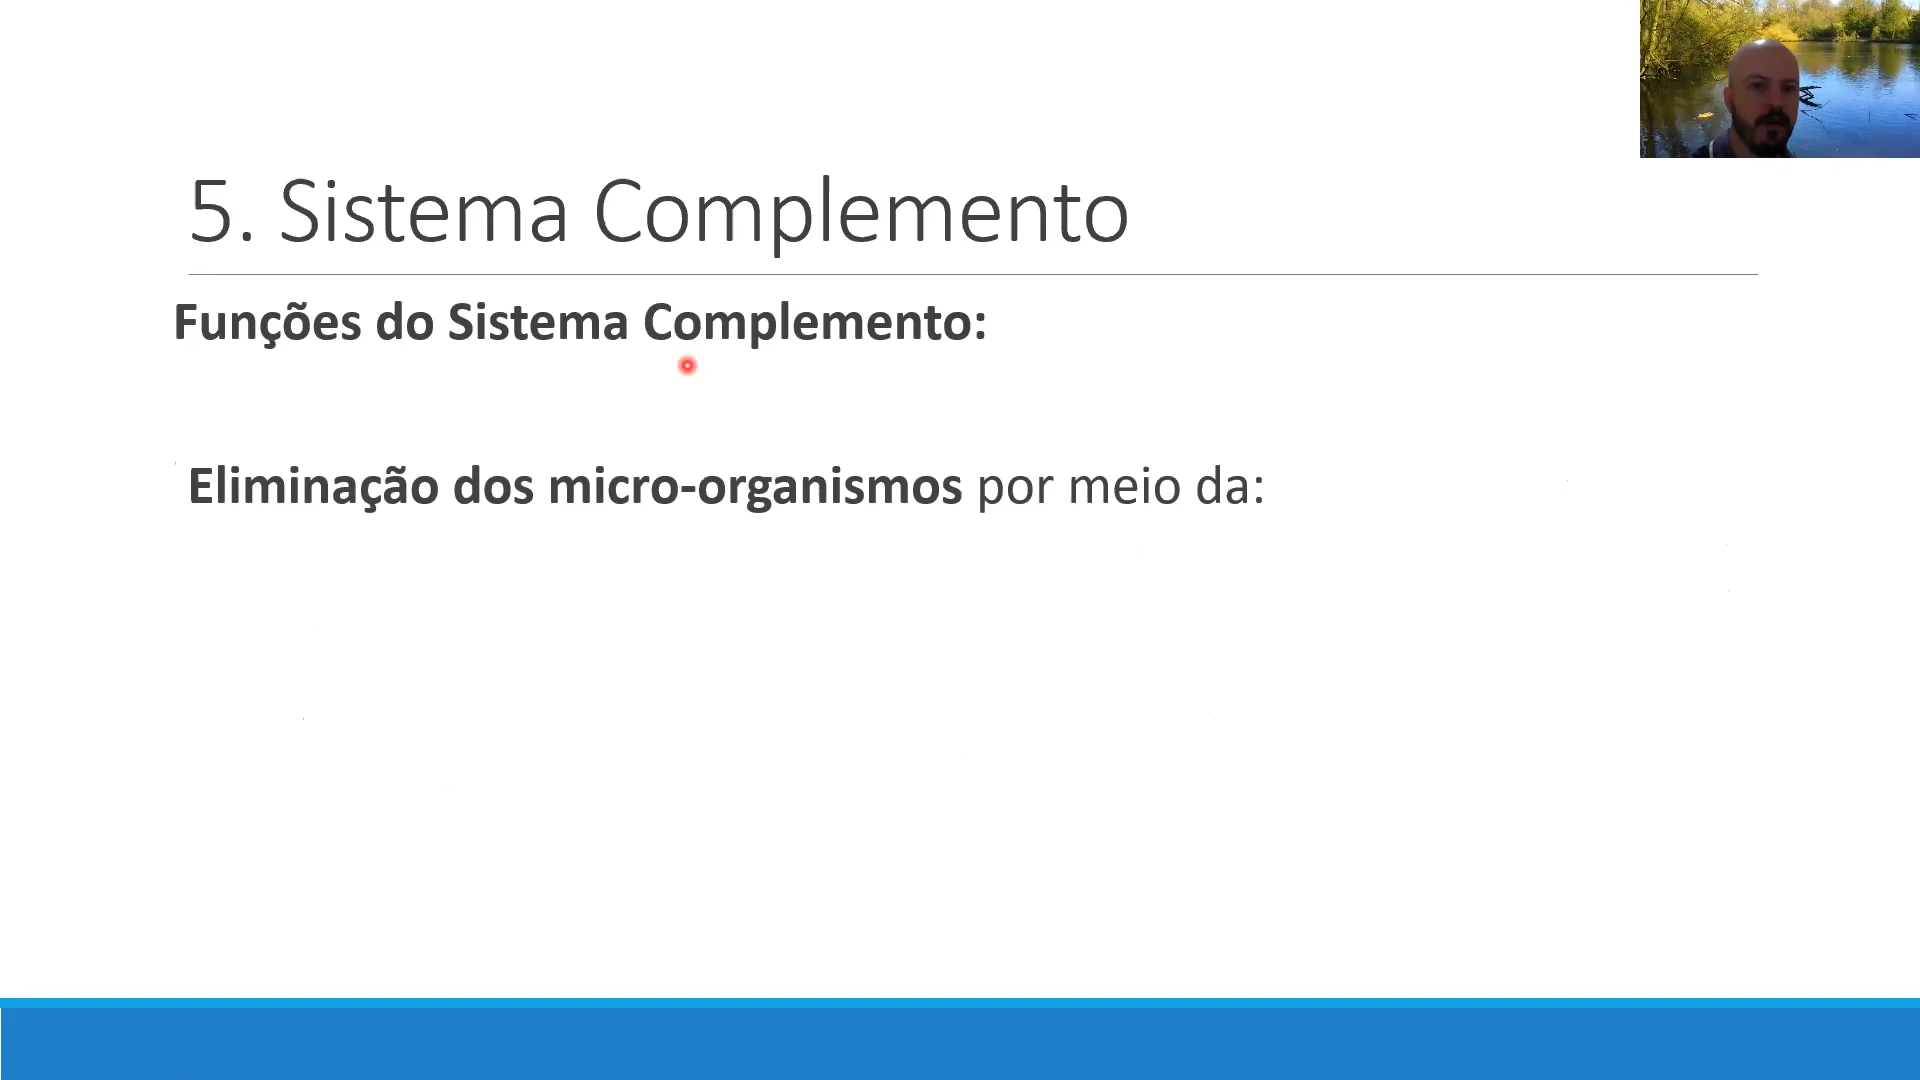 5. Sistema Complemento
Funções do Sistema Complemento:
Eliminação dos micro-organismos por meio da: